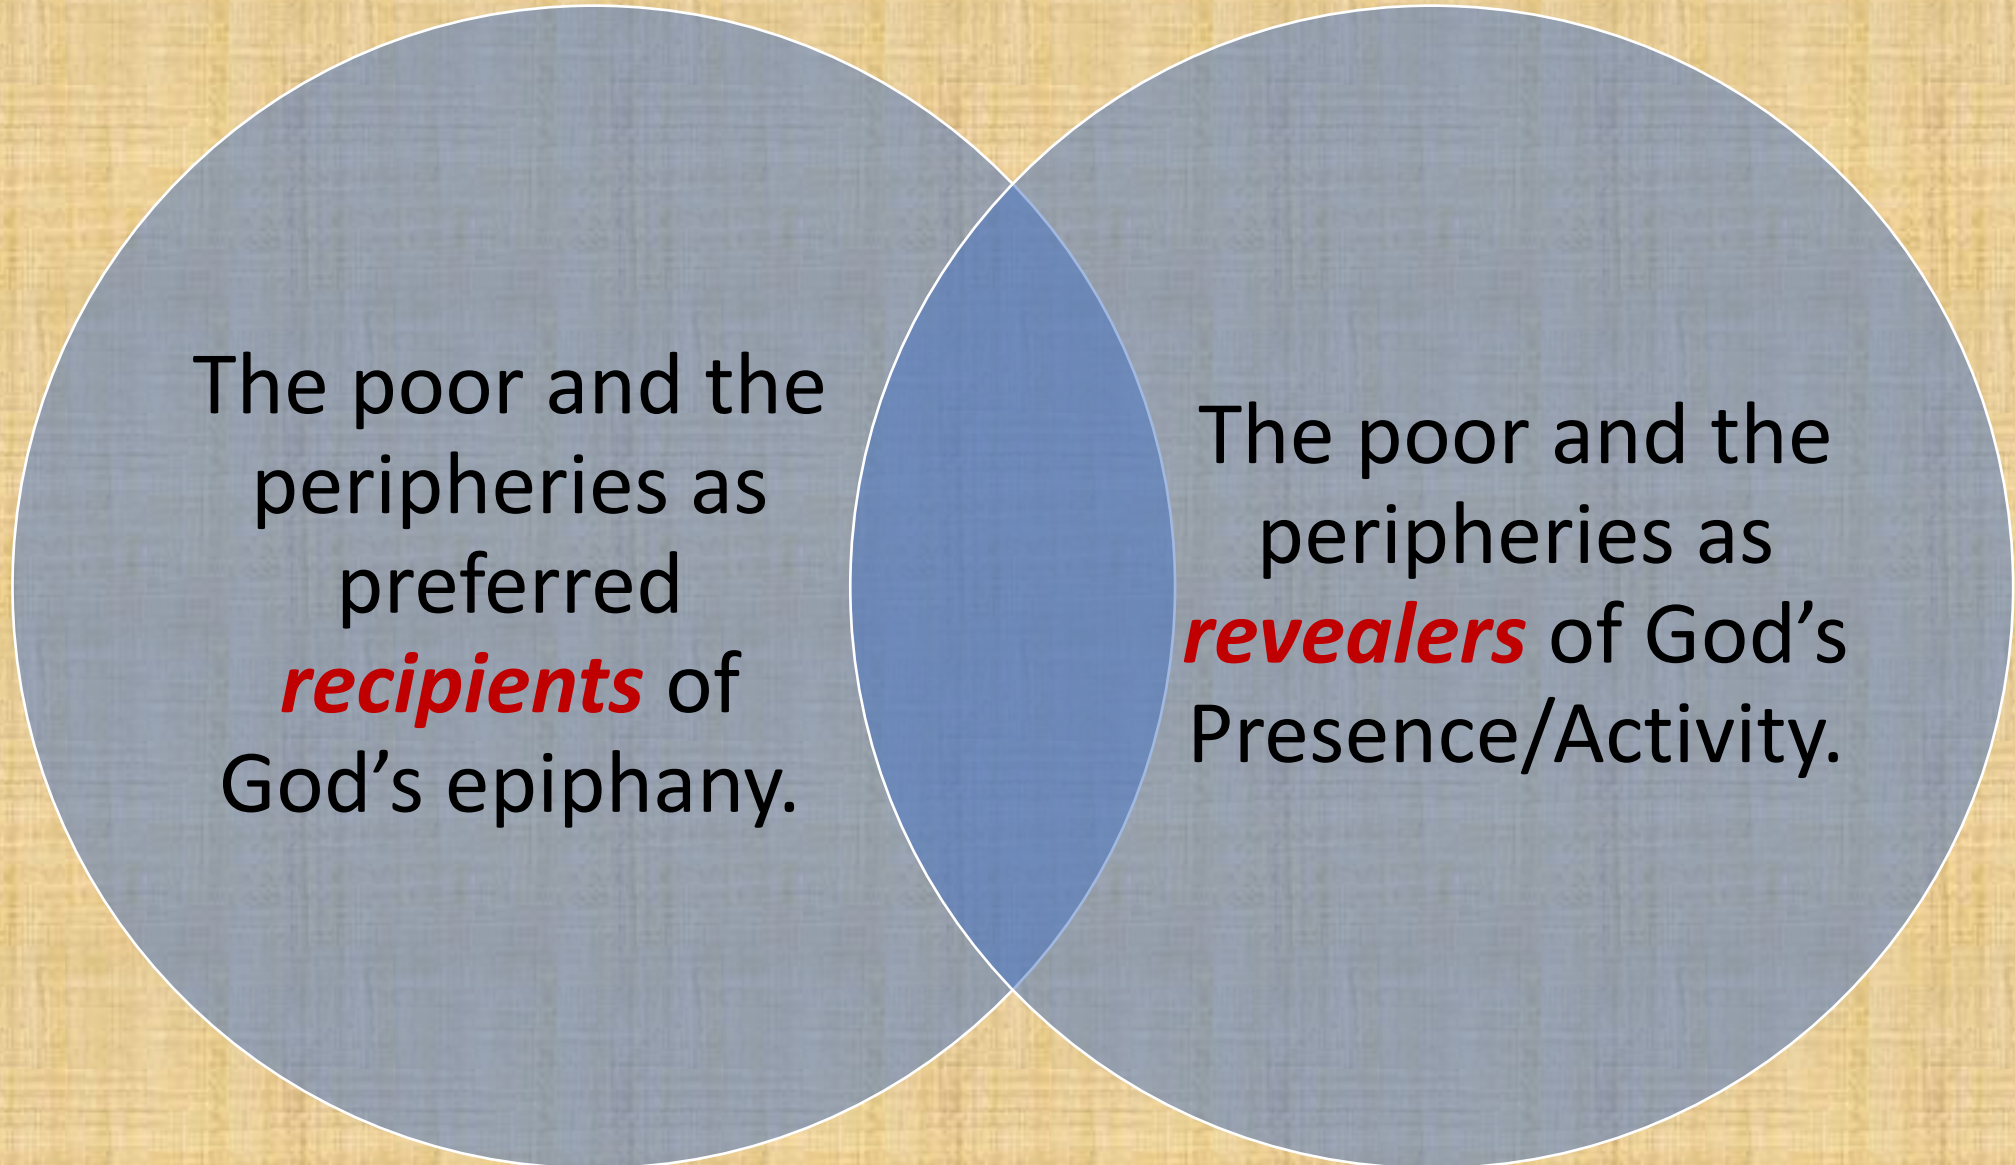 The poor and the
peripheries as
preferred
recipients of
God’s epiphany.
The poor and the
peripheries as
revealers of God’s
Presence/Activity.